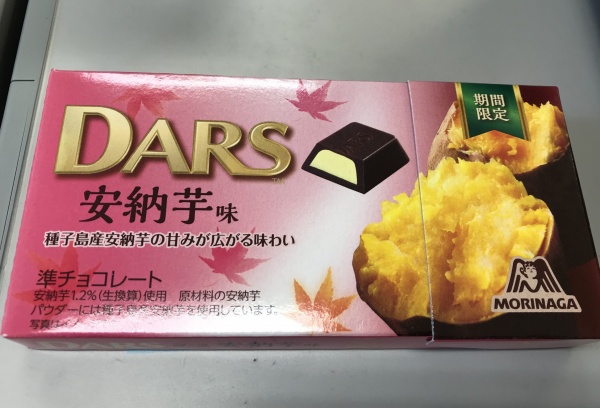 DARS
安納芋味
種子島産安納芋の甘みが広がる味わい
準チョコレート
安納芋1.2%(生換算)使用 原材料の安納芋
パウダーには種子島産安納芋を使用しています。
写真は
期間
限定
MORINAGA